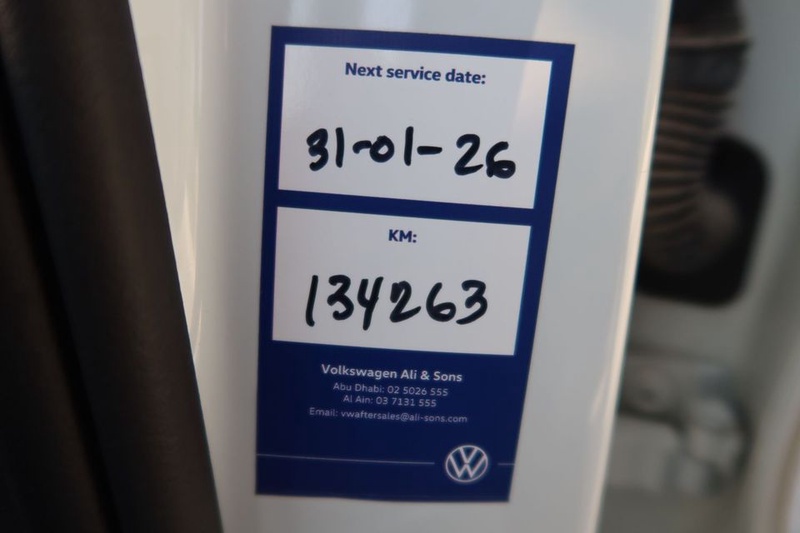 Next service date:
31-01-26
KM:
134263
Volkswagen Ali & Sons
Abu Dhabi: 02 5026 555
Al Ain: 03 7131 555
Email: vwaftersales@ali-sons.com